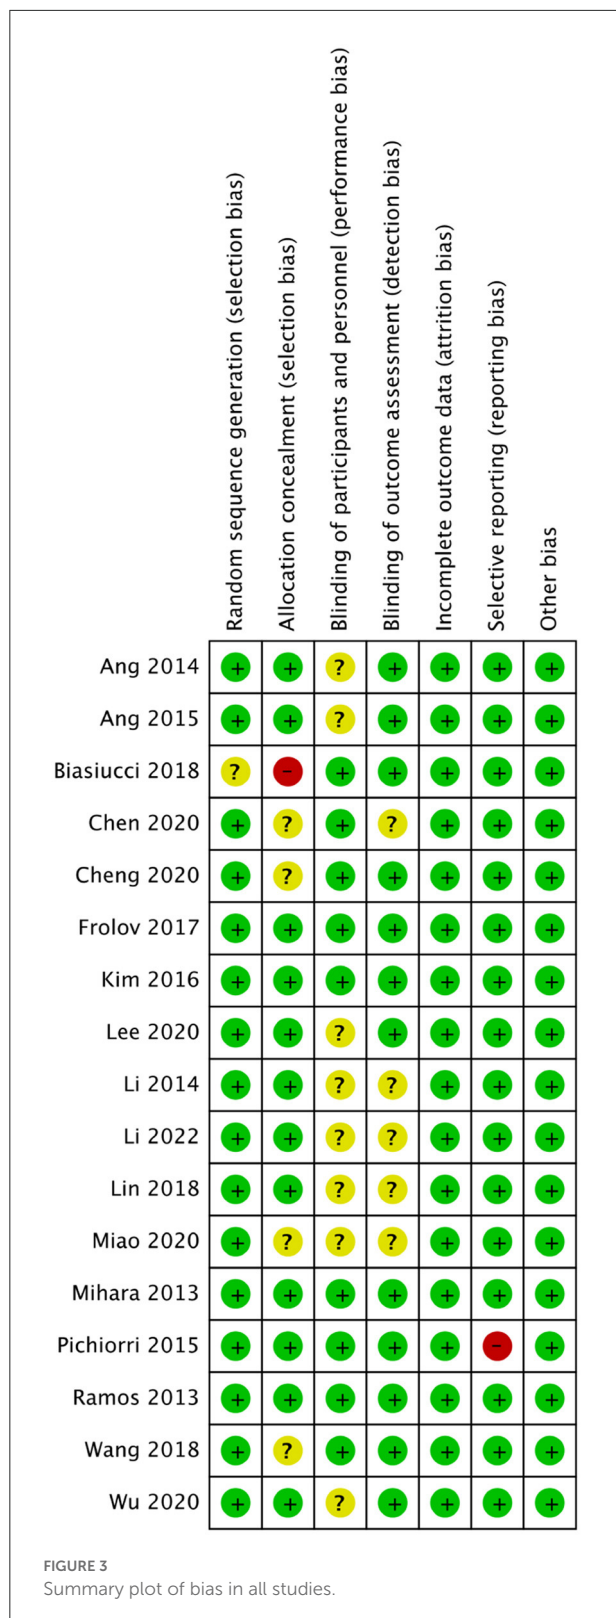 Random sequence generation (selection bias)
Allocation concealment (selection bias)
Blinding of participants and personnel (performance bias)
Blinding of outcome assessment (detection bias)
Incomplete outcome data (attrition bias)
Selective reporting (reporting bias)
Other bias
Ang 2014 + + ? + + + +
Ang 2015 + + ? + + + +
Biasiucci 2018 ? - + + + + +
Chen 2020 + ? + ? + + +
Cheng 2020 + ? + + + + +
Frolov 2017 + + + + + + +
Kim 2016 + + + + + + +
Lee 2020 + + ? + + + +
Li 2014 + + ? ? + + +
Li 2022 + + ? ? + + +
Lin 2018 + + ? ? + + +
Miao 2020 + ? ? ? + + +
Mihara 2013 + + + + + + +
Pichiorri 2015 + + + + + - +
Ramos 2013 + + + + + + +
Wang 2018 + ? + + + + +
Wu 2020 + + ? + + + +
FIGURE 3
Summary plot of bias in all studies.